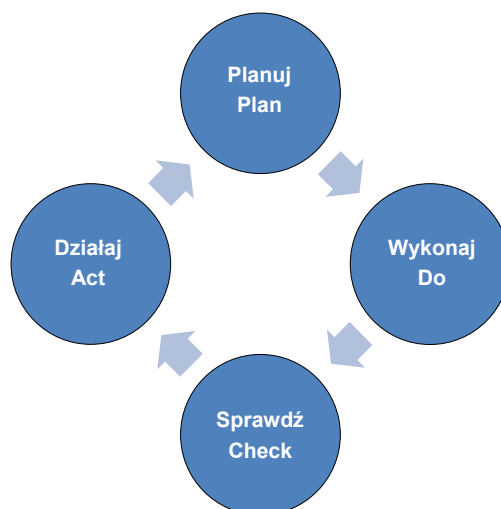 Planuj
Plan
Działaj
Act
Wykonaj
Do
Sprawdź
Check